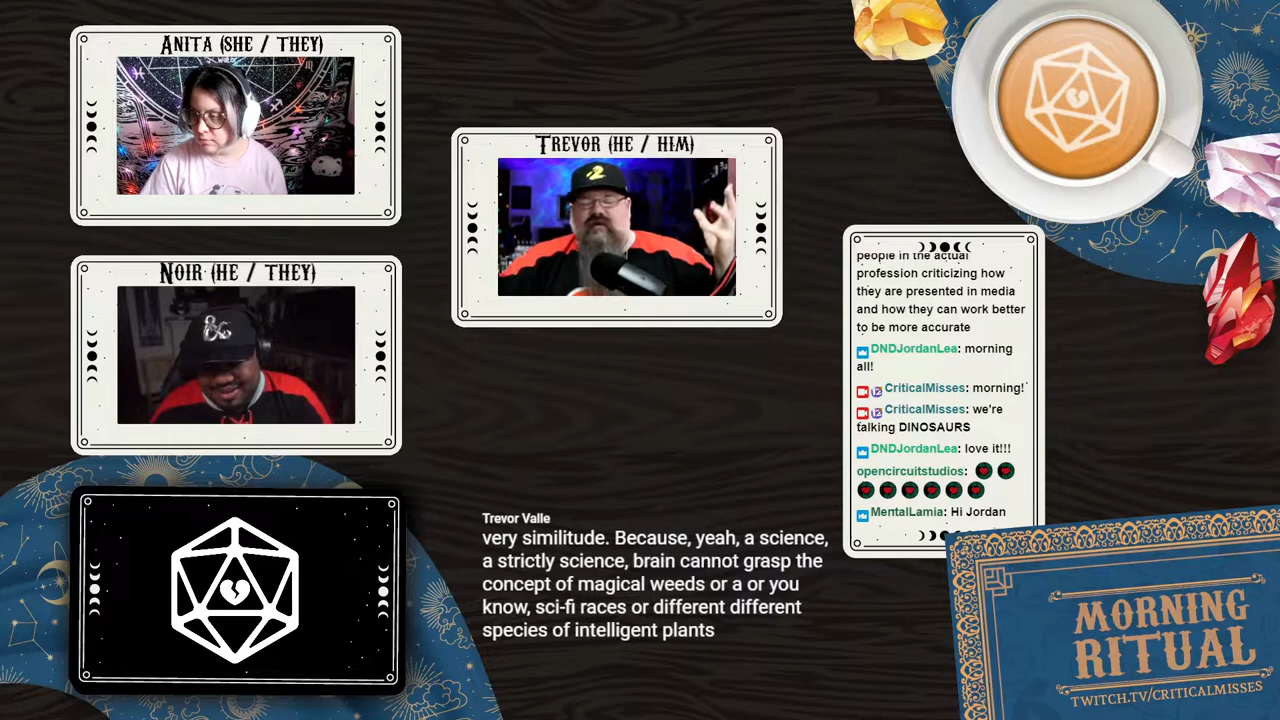 ANITA (SHE / THEY)
TREVOR (HE / HIM)
NOIR (HE / THEY)
people in the actual
profession criticizing how
they are presented in media
and how they can work better
to be more accurate
DNDJordanLea: morning
all!
CriticalMisses: morning!
CriticalMisses: we're
talking DINOSAURS
DNDJordanLea: love it!!!
opencircuitstudios:
MentalLamia: Hi Jordan
Trevor Valle
very similitude. Because, yeah, a science,
a strictly science, brain cannot grasp the
concept of magical weeds or a or you
know, sci-fi races or different different
species of intelligent plants
MORNING
RITUAL
TWITCH.TV/CRITICALMISSES